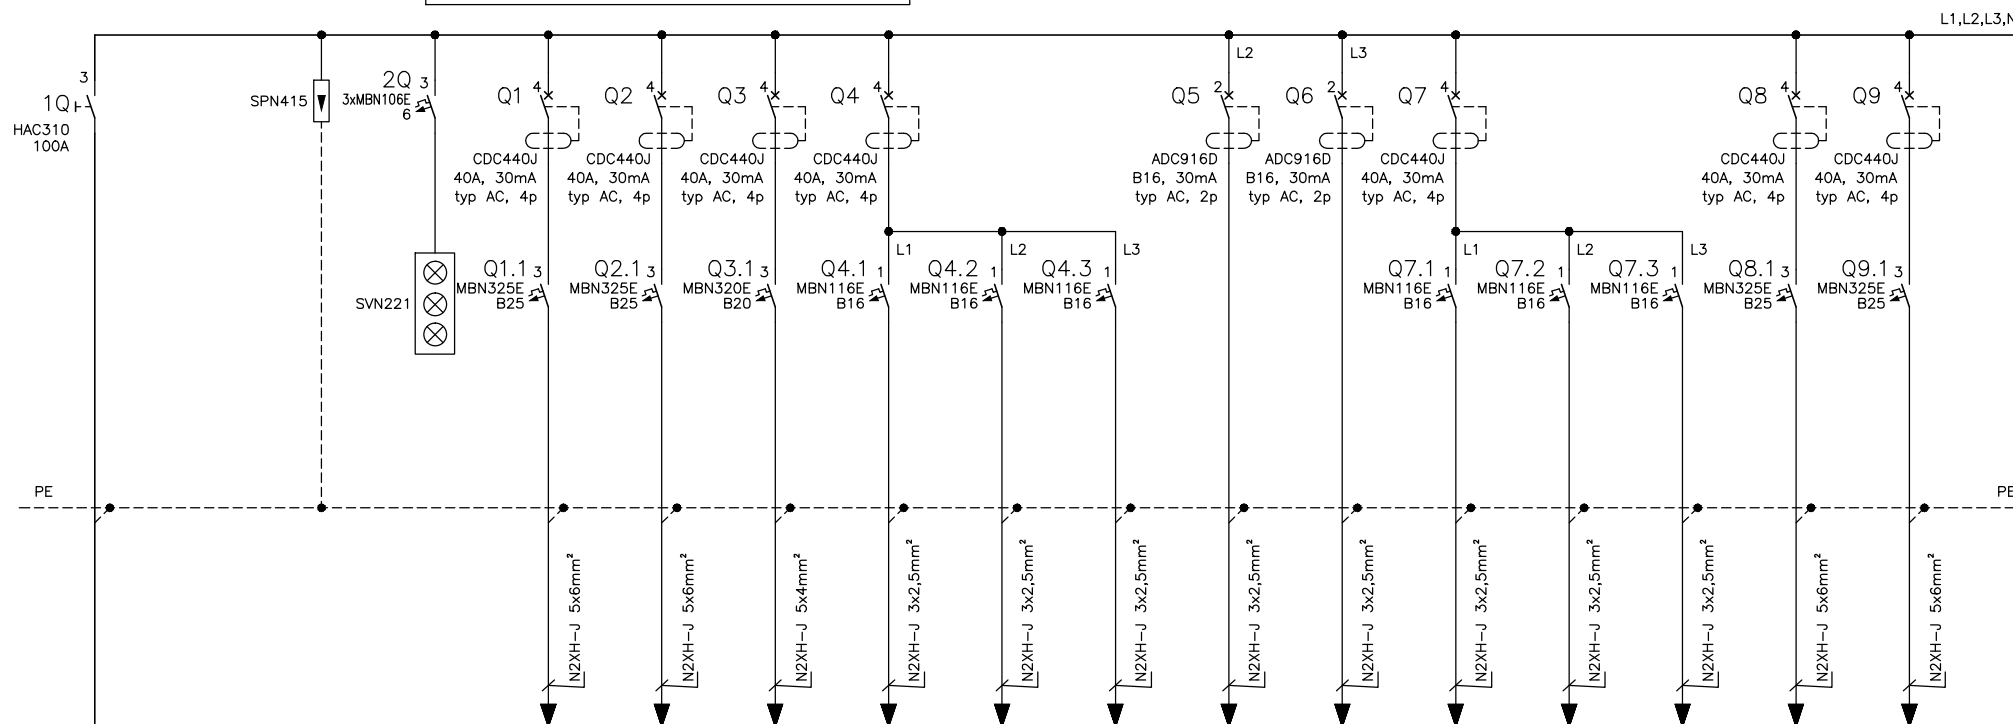 L1,L2,L3,N
L2
L3
3
1Q
HAC310
100A
SPN415
2Q 3
3xMBN106E
6
Q1 4
CDC440J
40A, 30mA
typ AC, 4p
Q2 4
CDC440J
40A, 30mA
typ AC, 4p
Q3 4
CDC440J
40A, 30mA
typ AC, 4p
Q4 4
CDC440J
40A, 30mA
typ AC, 4p
Q5 2
ADC916D
B16, 30mA
typ AC, 2p
Q6 2
ADC916D
B16, 30mA
typ AC, 2p
Q7 4
CDC440J
40A, 30mA
typ AC, 4p
Q8 4
CDC440J
40A, 30mA
typ AC, 4p
Q9 4
CDC440J
40A, 30mA
typ AC, 4p
L1
L2
L3
L1
L2
L3
SVN221
Q1.1 3
MBN325E
B25
Q2.1 3
MBN325E
B25
Q3.1 3
MBN320E
B20
Q4.1 1
MBN116E
B16
Q4.2 1
MBN116E
B16
Q4.3 1
MBN116E
B16
Q7.1 1
MBN116E
B16
Q7.2 1
MBN116E
B16
Q7.3 1
MBN116E
B16
Q8.1 3
MBN325E
B25
Q9.1 3
MBN325E
B25
PE
PE
N2XH-J 5x6mm²
N2XH-J 5x6mm²
N2XH-J 5x4mm²
N2XH-J 3x2,5mm²
N2XH-J 3x2,5mm²
N2XH-J 3x2,5mm²
N2XH-J 3x2,5mm²
N2XH-J 3x2,5mm²
N2XH-J 3x2,5mm²
N2XH-J 3x2,5mm²
N2XH-J 3x2,5mm²
N2XH-J 5x6mm²
N2XH-J 5x6mm²